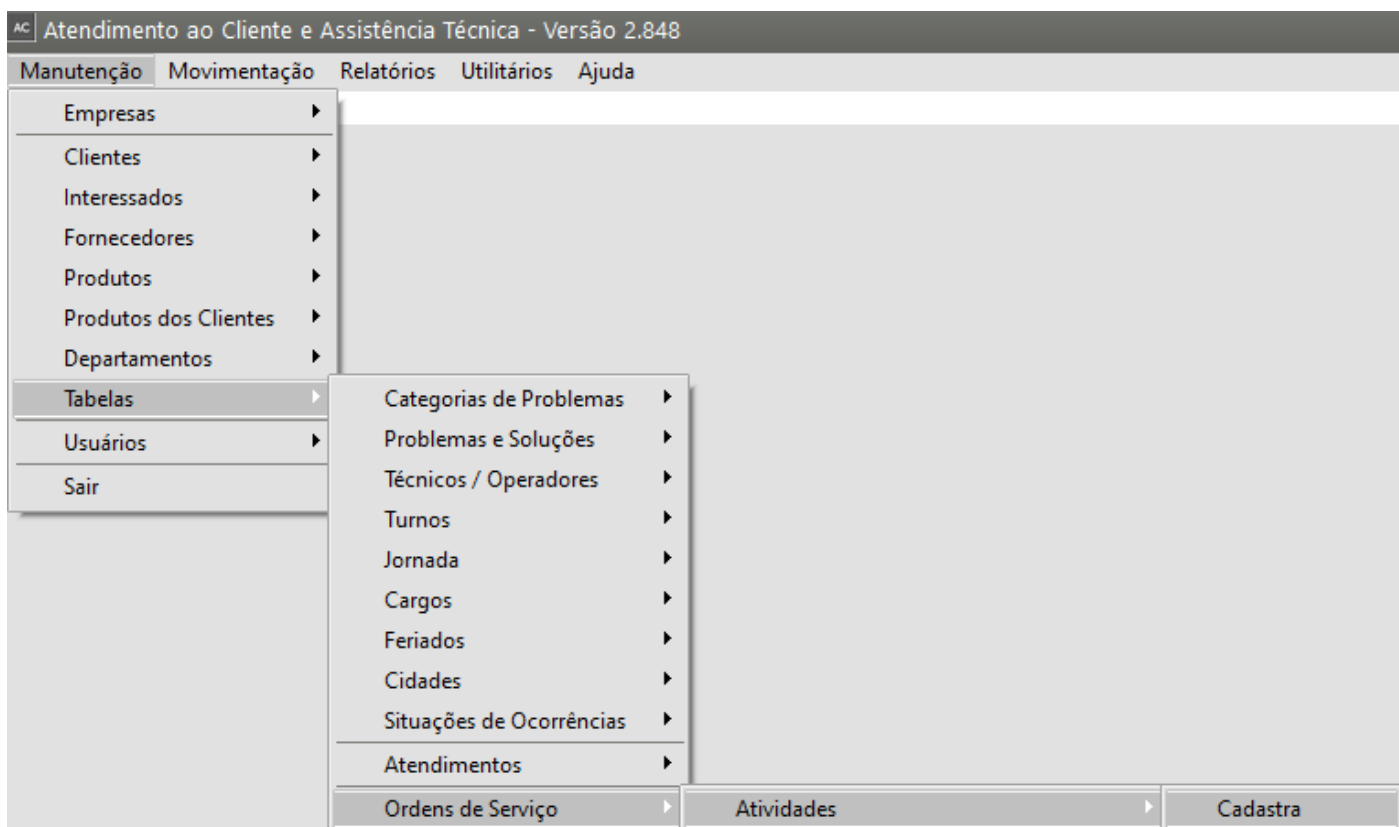 AC Atendimento ao Cliente e Assistência Técnica - Versão 2.848
Manutenção Movimentação Relatórios Utilitários Ajuda
Empresas
Clientes
Interessados
Fornecedores
Produtos
Produtos dos Clientes
Departamentos
Tabelas
Usuários
Sair
Categorias de Problemas
Problemas e Soluções
Técnicos / Operadores
Turnos
Jornada
Cargos
Feriados
Cidades
Situações de Ocorrências
Atendimentos
Ordens de Serviço
Atividades
Cadastra